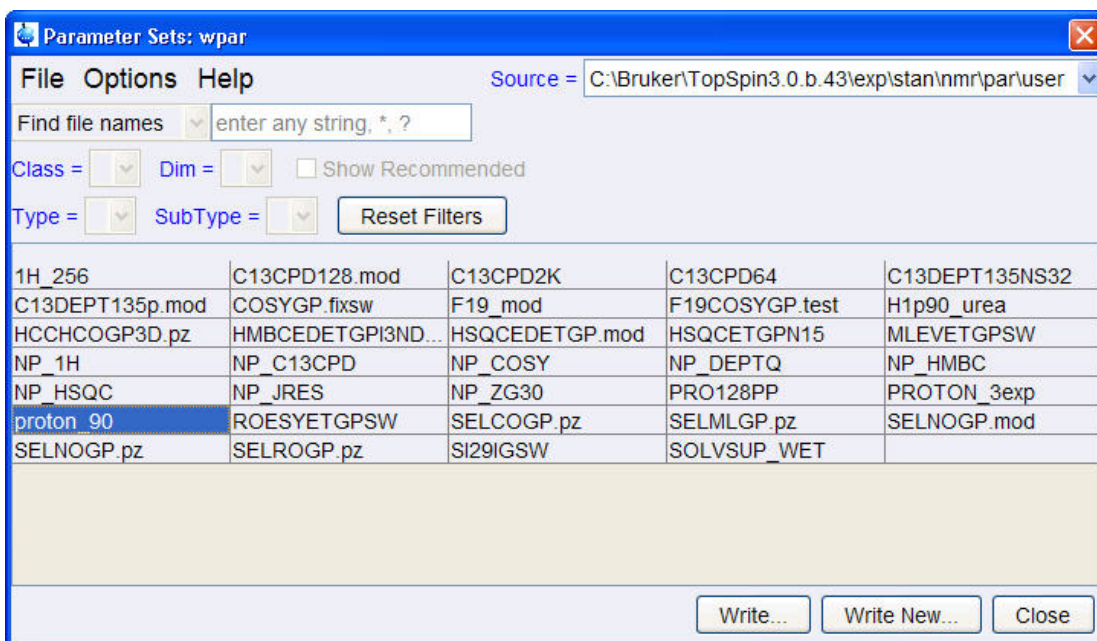 Parameter Sets: wpar
File Options Help Source = C:\Bruker\TopSpin3.0.b.43\exp\stan\nmr\par\user
Find file names enter any string, *, ?
Class = Dim = Show Recommended
Type = SubType = Reset Filters
1H_256 C13CPD128.mod C13CPD2K C13CPD64 C13DEPT135NS32
C13DEPT135p.mod COSYGP.fixsw F19_mod F19COSYGP.test H1p90_urea
HCCHCOGP3D.pz HMBCEDETGPI3ND... HSQCEDETGP.mod HSQCETGPN15 MLEVETGPSW
NP_1H NP_C13CPD NP_COSY NP_DEPTQ NP_HMBC
NP_HSQC NP_JRES NP_ZG30 PRO128PP PROTON_3exp
proton_90 ROESYETGPSW SELCOGP.pz SELMLGP.pz SELNOGP.mod
SELNOGP.pz SELROGP.pz SI29IGSW SOLVSUP_WET
Write... Write New... Close